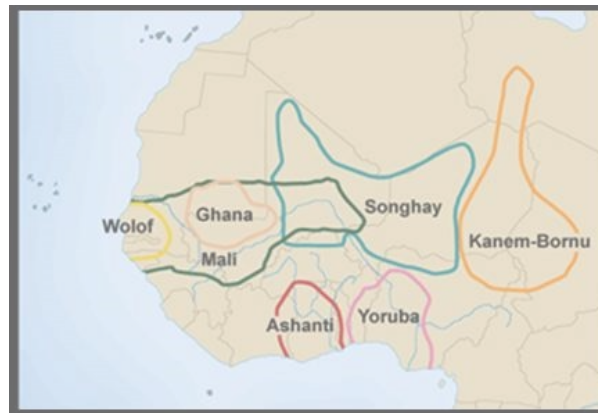 Wolof
Ghana
Songhay
Kanem-Bornu
Mali
Ashanti
Yoruba